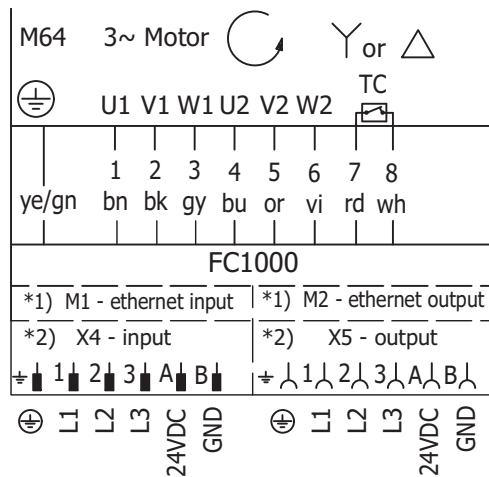 M64 3~ Motor or
TC
U1 V1 W1 U2 V2 W2
1 2 3 4 5 6 7 8
ye/gn bn bk gy bu or vi rd wh
FC1000
*1) M1 - ethernet input *1) M2 - ethernet output
*2) X4 - input *2) X5 - output
1 2 3 A B 1 2 3 A B
L1 L2 L3 24VDC GND L1 L2 L3 24VDC GND